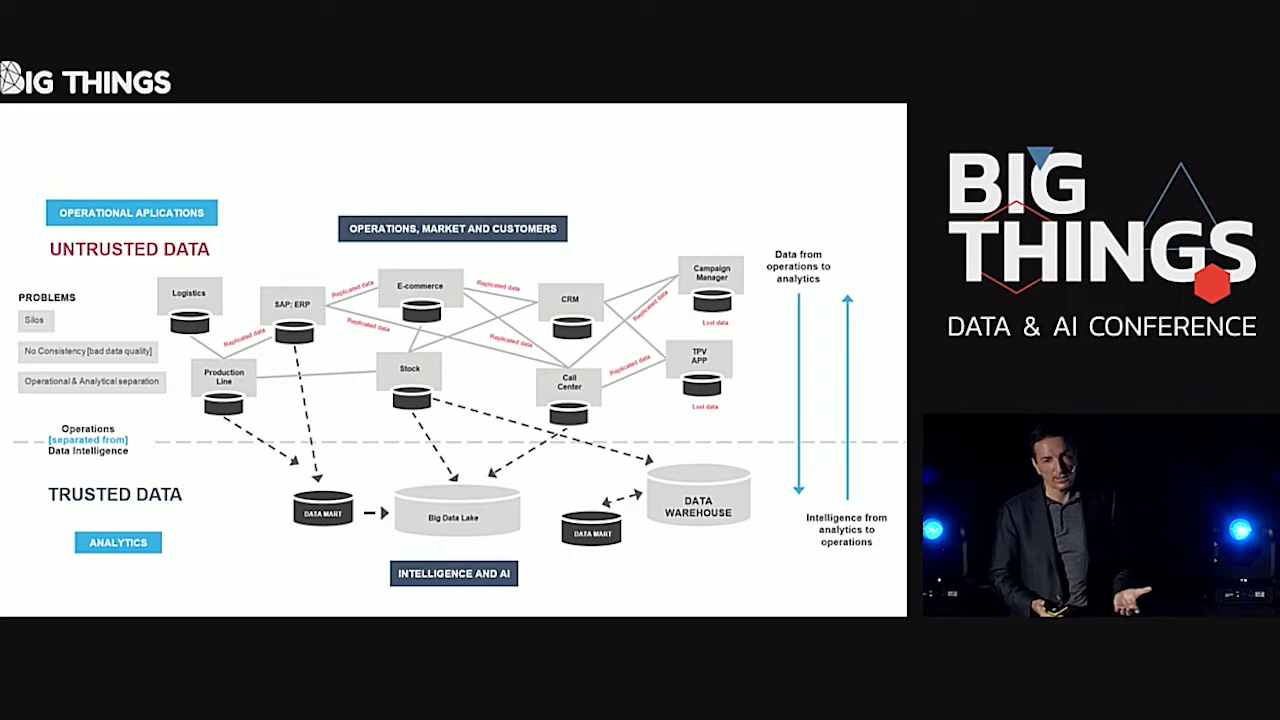 BIG THINGS
OPERATIONAL APLICATIONS
UNTRUSTED DATA
OPERATIONS, MARKET AND CUSTOMERS
PROBLEMS
Silos
No Consistency [bad data quality]
Operational & Analytical separation
Logistics
SAP: ERP
E-commerce
CRM
Campaign
Manager
Production
Line
Stock
Call
Center
TPV
APP
Replicated data
Replicated data
Replicated data
Replicated data
Replicated data
Replicated data
Replicated data
Lost data
Lost data
Data from
operations to
analytics
Operations
[separated from]
Data Intelligence
TRUSTED DATA
ANALYTICS
DATA MART
Big Data Lake
DATA MART
DATA
WAREHOUSE
INTELLIGENCE AND AI
Intelligence from
analytics to
operations
BIG
THINGS
DATA & AI CONFERENCE